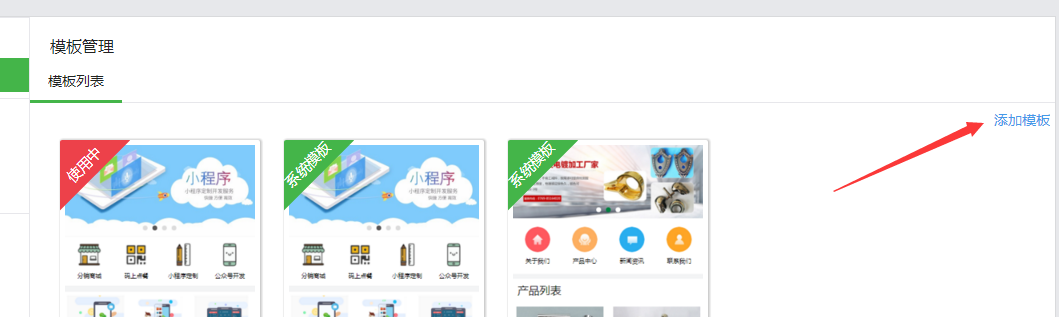 模板管理
模板列表
添加模板
使用中
小程序
小程序定制开发服务
分销商城
码上点餐
小程序定制
公众号开发
系统模板
小程序
小程序定制开发服务
分销商城
码上点餐
小程序定制
公众号开发
系统模板
电镀加工厂家
关于我们
产品中心
新闻资讯
联系我们
产品列表